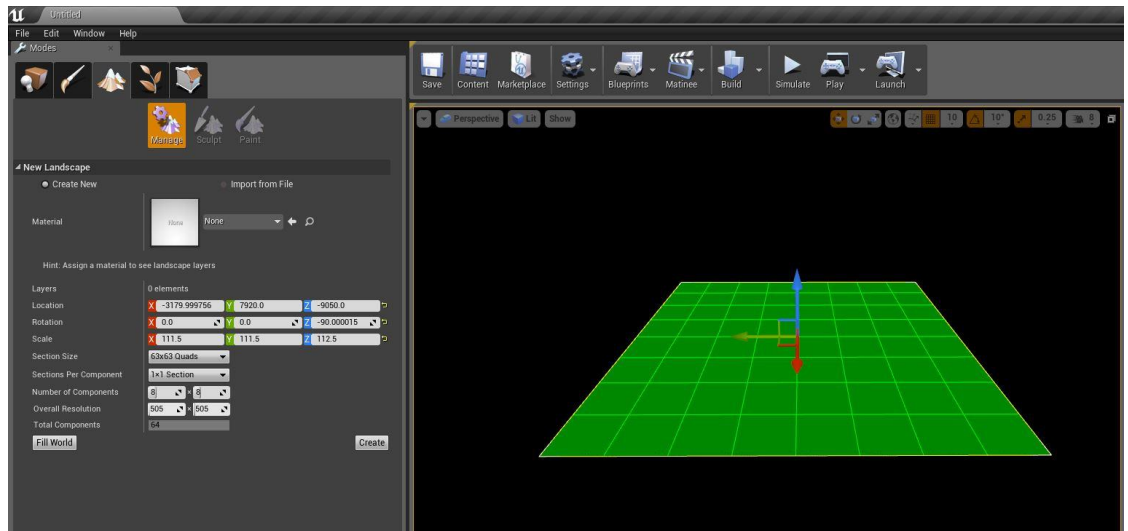 Untitled
File Edit Window Help
Modes
Save Content Marketplace Settings Blueprints Matinee Build Simulate Play Launch
Perspective Lit Show 10 10° 0.25 8
Manage Sculpt Paint
New Landscape
Create New Import from File
Material None None
Hint: Assign a material to see landscape layers
Layers 0 elements
Location X -3179.999756 Y 7920.0 Z -9050.0
Rotation X 0.0 Y 0.0 Z -90.000015
Scale X 111.5 Y 111.5 Z 112.5
Section Size 63x63 Quads
Sections Per Component 1×1 Section
Number of Components 8 × 8
Overall Resolution 505 × 505
Total Components 64
Fill World Create